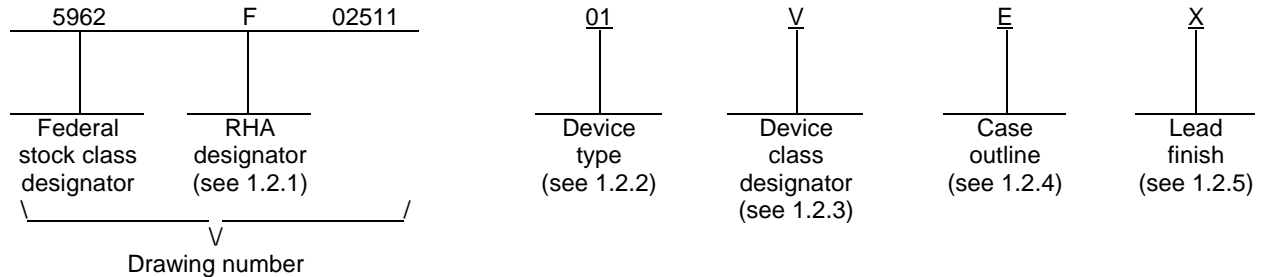 5962 F 02511 01 V E X
Federal RHA Device Device Case Lead
stock class designator type class outline finish
designator (see 1.2.1) (see 1.2.2) designator (see 1.2.4) (see 1.2.5)
(see 1.2.3)
Drawing number